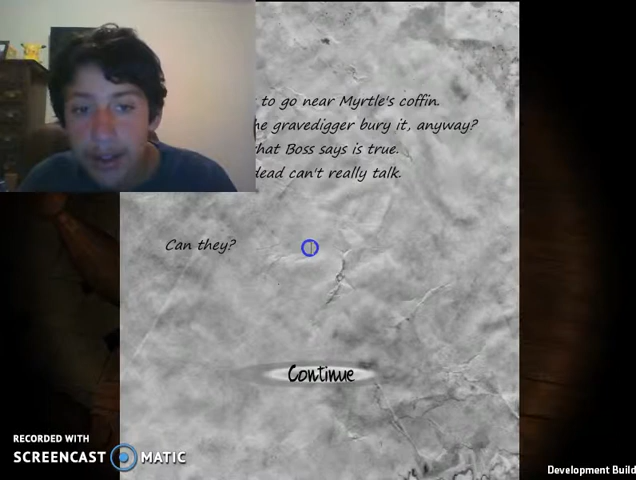 to go near Myrtle's coffin.
he gravedigger bury it, anyway?
hat Boss says is true.
dead can't really talk.
Can they?
Continue
RECORDED WITH
SCREENCAST MATIC
Development Build